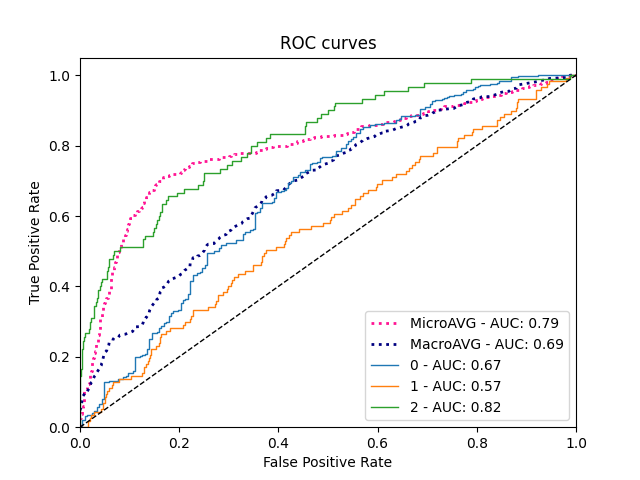 ROC curves
True Positive Rate
1.0
0.8
0.6
0.4
0.2
0.0
MicroAVG - AUC: 0.79
MacroAVG - AUC: 0.69
0 - AUC: 0.67
1 - AUC: 0.57
2 - AUC: 0.82
0.0 0.2 0.4 0.6 0.8 1.0
False Positive Rate